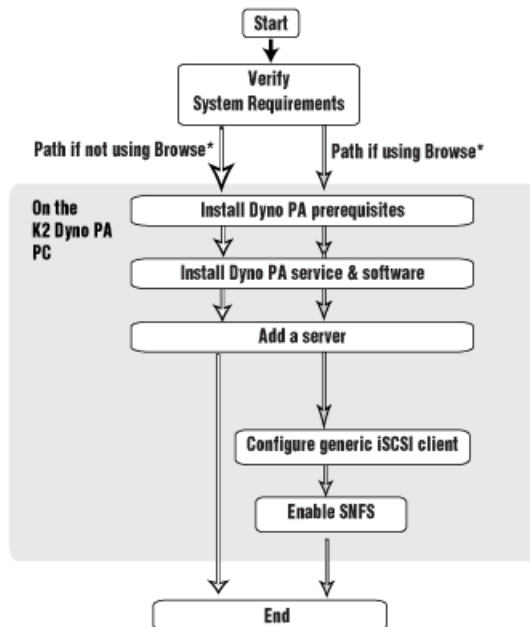 Start
Verify
System Requirements
Path if not using Browse*
Path if using Browse*
On the
K2 Dyno PA
PC
Install Dyno PA prerequisites
Install Dyno PA service & software
Add a server
Configure generic iSCSI client
Enable SNFS
End